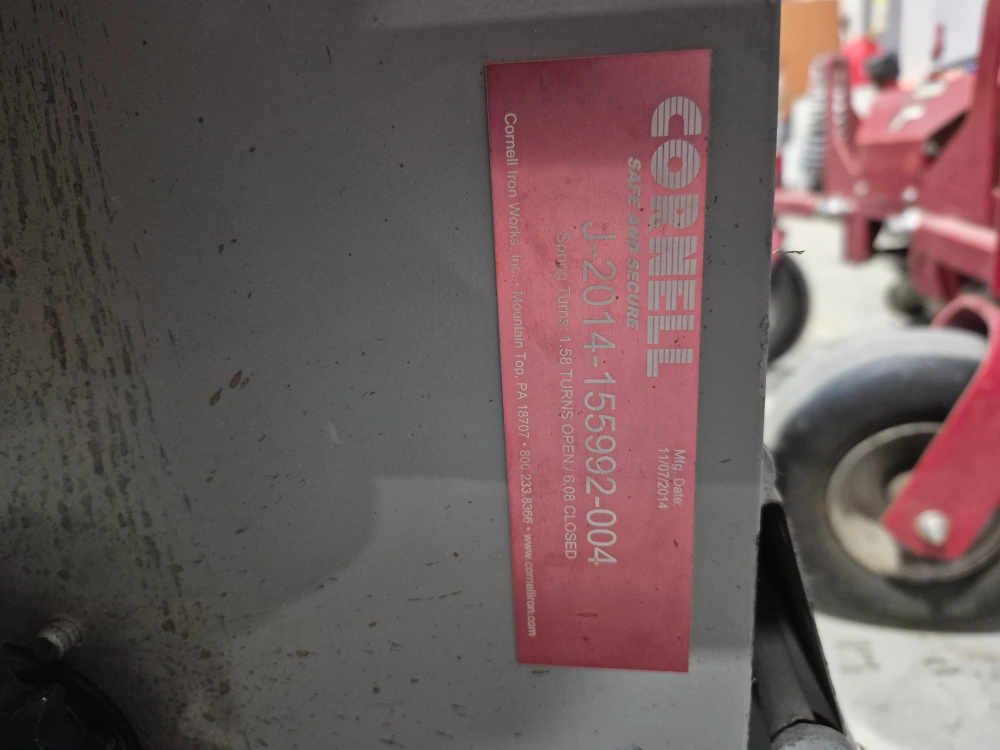 CORNELL
SAFE AND SECURE
Mfg. Date:
11/07/2014
J-2014-155992-004
Spring Turns: 1.58 TURNS OPEN / 6.08 CLOSED
Cornell Iron Works, Inc. • Mountain Top, PA 18707 • 800.233.8366 • www.cornelliron.com